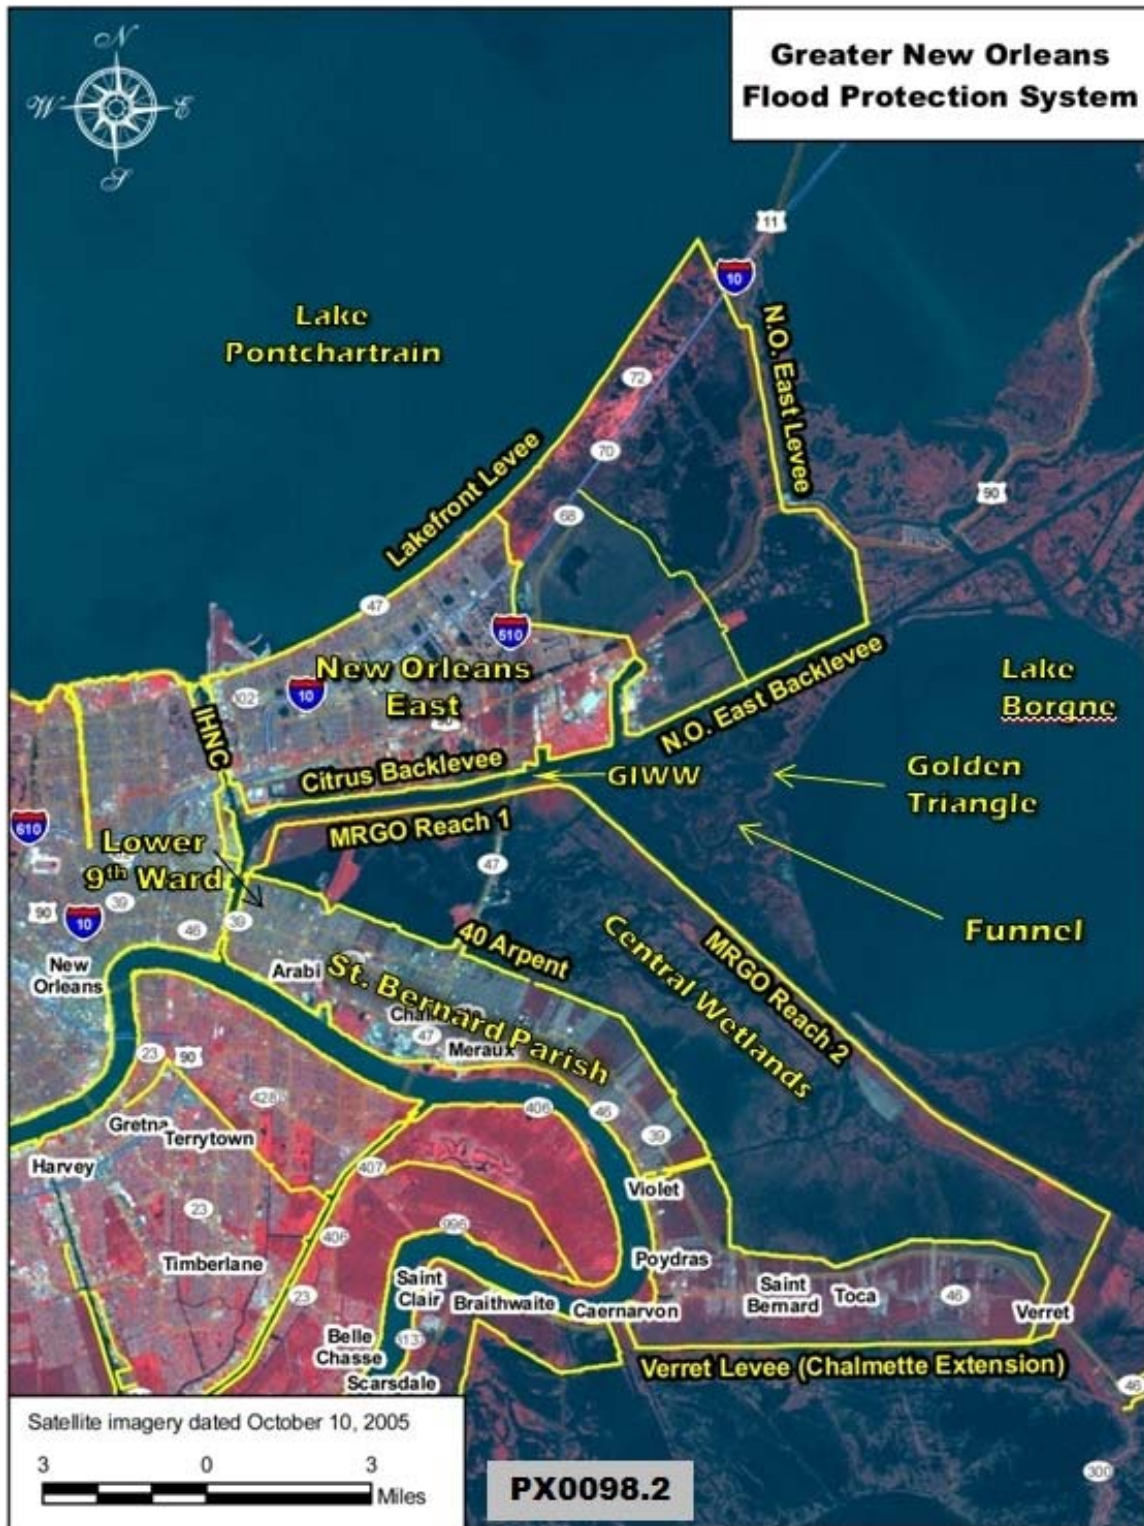 Greater New Orleans
Flood Protection System
N
W
E
S
11
10
Lake
Pontchartrain
N.O. East Levee
72
70
90
Lakefront Levee
68
47
510
New Orleans
East
10
90
IHNC
Lake
Borgne
N.O. East Backlevee
Citrus Backlevee
GIWW
Golden
Triangle
MRGO Reach 1
610
Lower
9th Ward
47
39
90
10
46
39
Funnel
40 Arpent
Central Wetlands
MRGO Reach 2
New
Orleans
Arabi
St. Bernard Parish
47
Meraux
23
90
428
406
46
39
Gretna
Terrytown
Harvey
407
Violet
23
996
406
Timberlane
Poydras
Saint
Clair
Braithwaite
Caernarvon
Saint
Bernard
Toca
46
Verret
23
Belle
Chasse
Scarsdale
Verret Levee (Chalmette Extension)
46
300
Satellite imagery dated October 10, 2005
3
0
3
Miles
PX0098.2